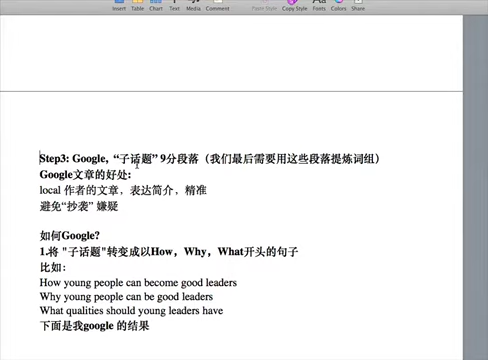 Insert Table Chart Text Media Comment Paste Style Copy Style Fonts Colors Share
Step3: Google, “子话题” 9分段落（我们最后需要用这些段落提炼词组）
Google文章的好处:
local 作者的文章，表达简介，精准
避免“抄袭” 嫌疑
如何Google?
1.将 "子话题"转变成以How，Why，What开头的句子
比如：
How young people can become good leaders
Why young people can be good leaders
What qualities should young leaders have
下面是我google 的结果